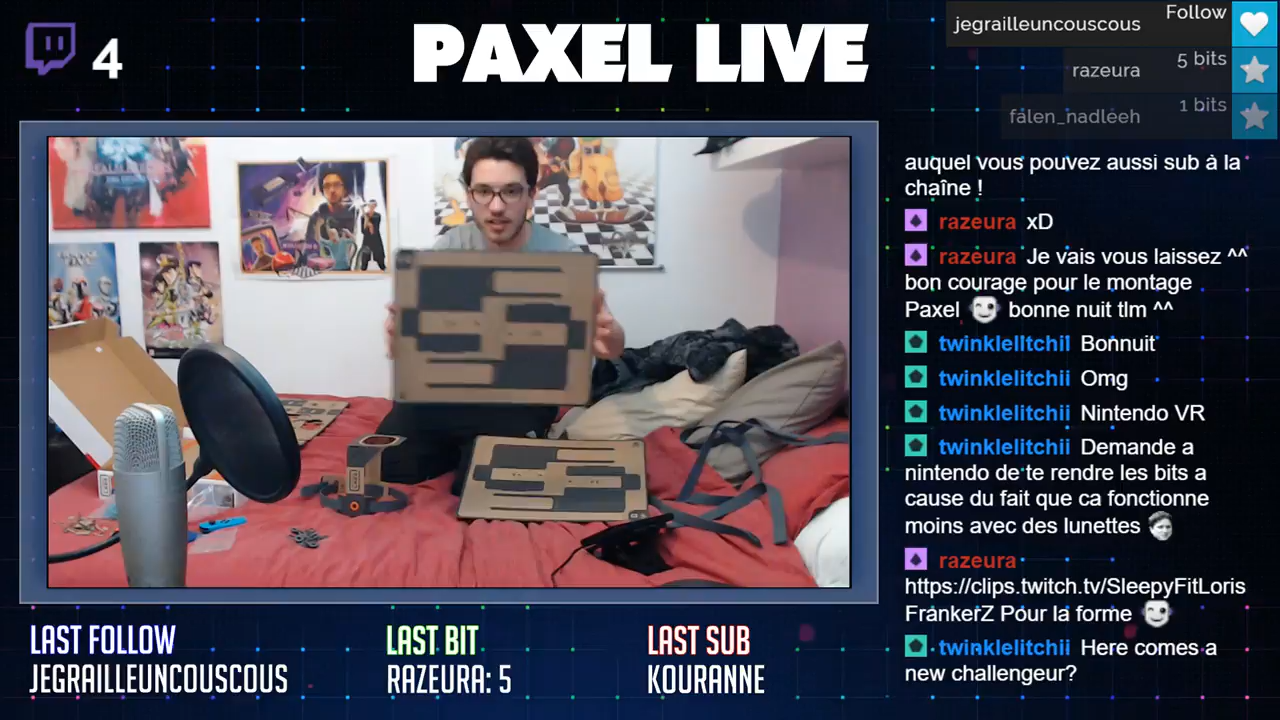 4
PAXEL LIVE
jegrailleuncouscous Follow
razeura 5 bits
falen_nadleeh 1 bits
auquel vous pouvez aussi sub à la
chaîne !
razeura xD
razeura Je vais vous laissez ^^
bon courage pour le montage
Paxel bonne nuit tlm ^^
twinklelitchii Bonnuit
twinklelitchii Omg
twinklelitchii Nintendo VR
twinklelitchii Demande a
nintendo de te rendre les bits a
cause du fait que ca fonctionne
moins avec des lunettes
razeura
https://clips.twitch.tv/SleepyFitLoris
FrankerZ Pour la forme
twinklelitchii Here comes a
new challengeur?
LAST FOLLOW
JEGRAILLEUNCOUSCOUS
LAST BIT
RAZEURA: 5
LAST SUB
KOURANNE